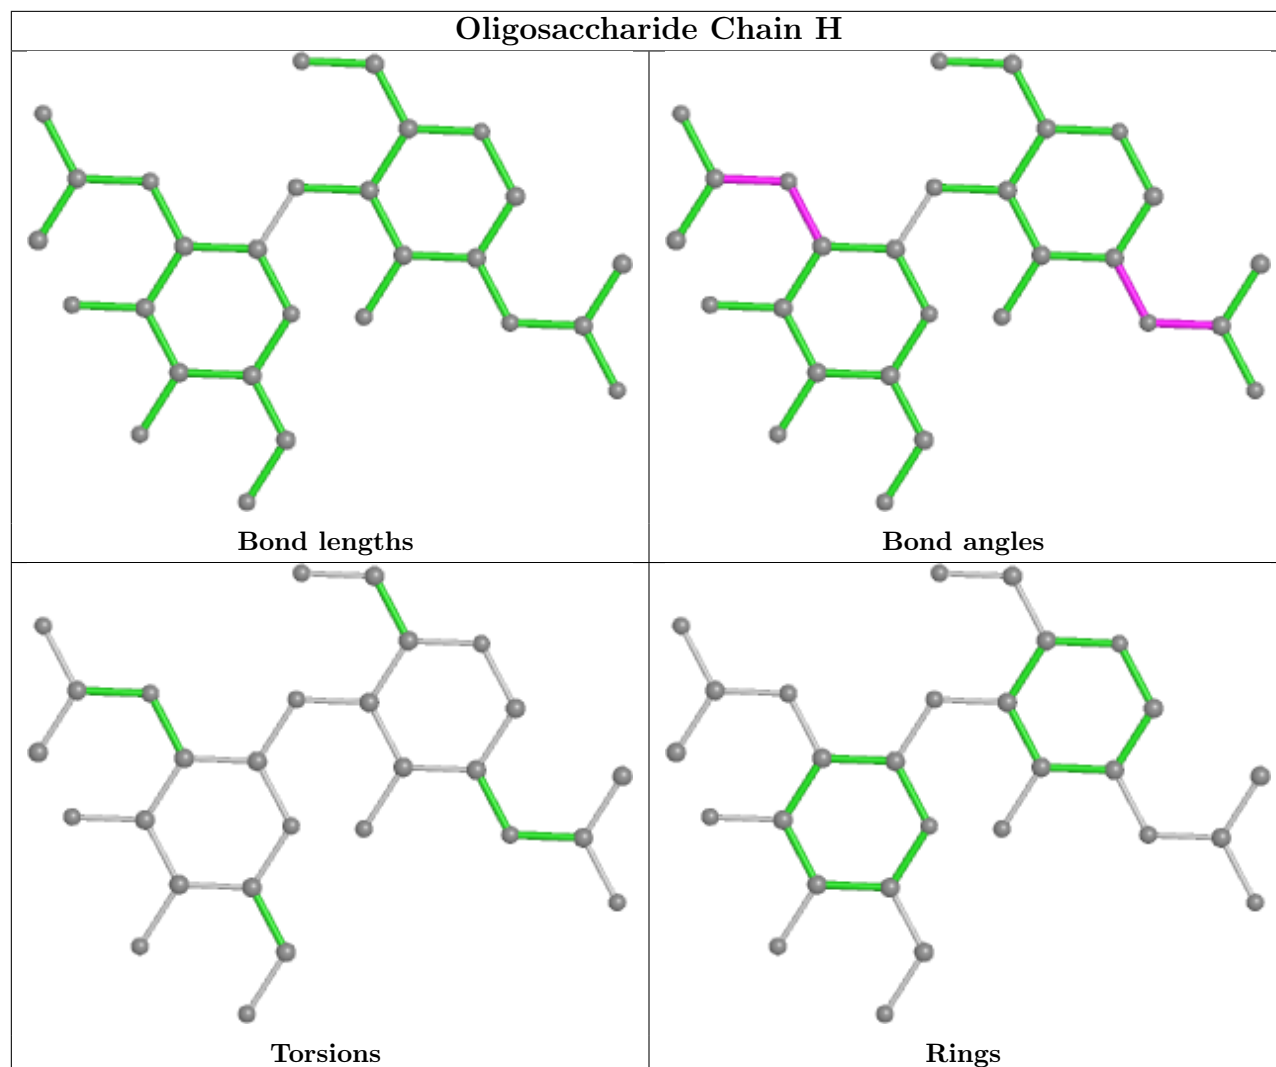 Oligosaccharide Chain H
Bond lengths
Bond angles
Torsions
Rings